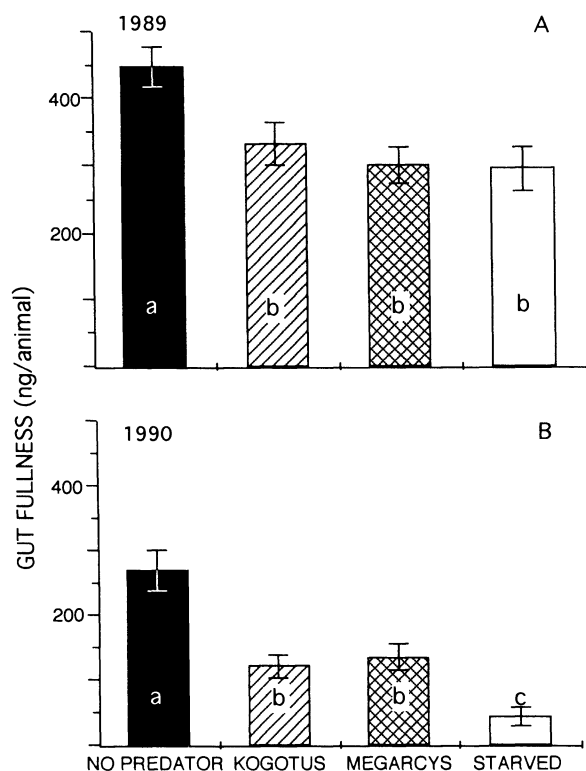 1989
A
400
200
a
b
b
b
GUT FULLNESS (ng/animal)
1990
B
400
200
a
b
b
c
NO PREDATOR KOGOTUS MEGARCYS STARVED